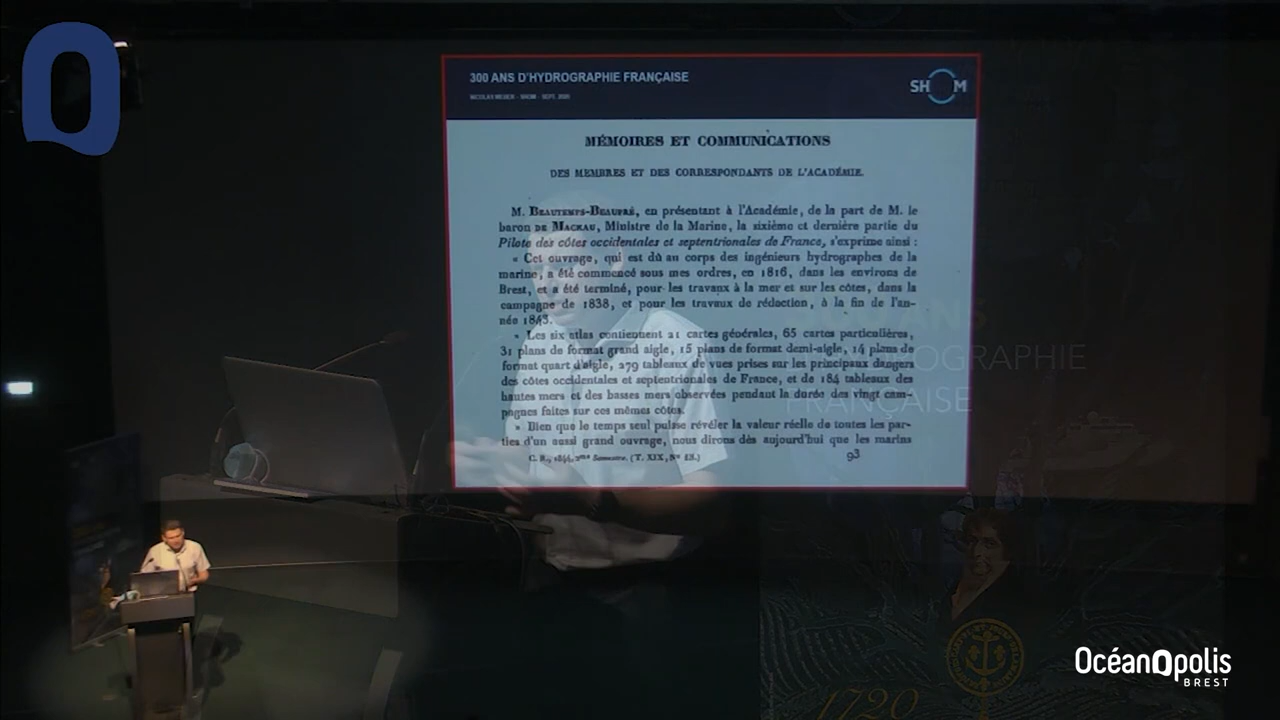 300 ANS D'HYDROGRAPHIE FRANÇAISE
SHOM
MÉMOIRES ET COMMUNICATIONS
DES MEMBRES ET DES CORRESPONDANTS DE L'ACADÉMIE.
M. BEAUTEMPS-BEAUPRÉ, en présentant à l'Académie, de la part de M. le
baron DE MACKAU, Ministre de la Marine, la sixième et dernière partie du
Pilote des côtes occidentales et septentrionales de France, s'exprime ainsi :
« Cet ouvrage, qui est dû au corps des ingénieurs hydrographes de la
marine, a été commencé sous mes ordres, en 1816, dans les environs de
Brest, et a été terminé, pour les travaux à la mer et sur les côtes, dans la
campagne de 1838, et pour les travaux de rédaction, à la fin de l'an-
née 1843.
» Les six atlas contiennent 21 cartes générales, 65 cartes particulières,
31 plans de format grand aigle, 15 plans de format demi-aigle, 14 plans de
format quart d'aigle, 279 tableaux de vues prises sur les principaux dangers
des côtes occidentales et septentrionales de France, et de 184 tableaux des
hautes mers et des basses mers observées pendant la durée des vingt cam-
pagnes faites sur ces mêmes côtes.
» Bien que le temps seul puisse révéler la valeur réelle de toutes les par-
ties d'un aussi grand ouvrage, nous dirons dès aujourd'hui que les marins
C. R., 1844, 2me Semestre. (T. XIX, N° 13.)
93
ANS
OGRAPHIE
FRANÇAISE
1720
OcéanOpolis
BREST